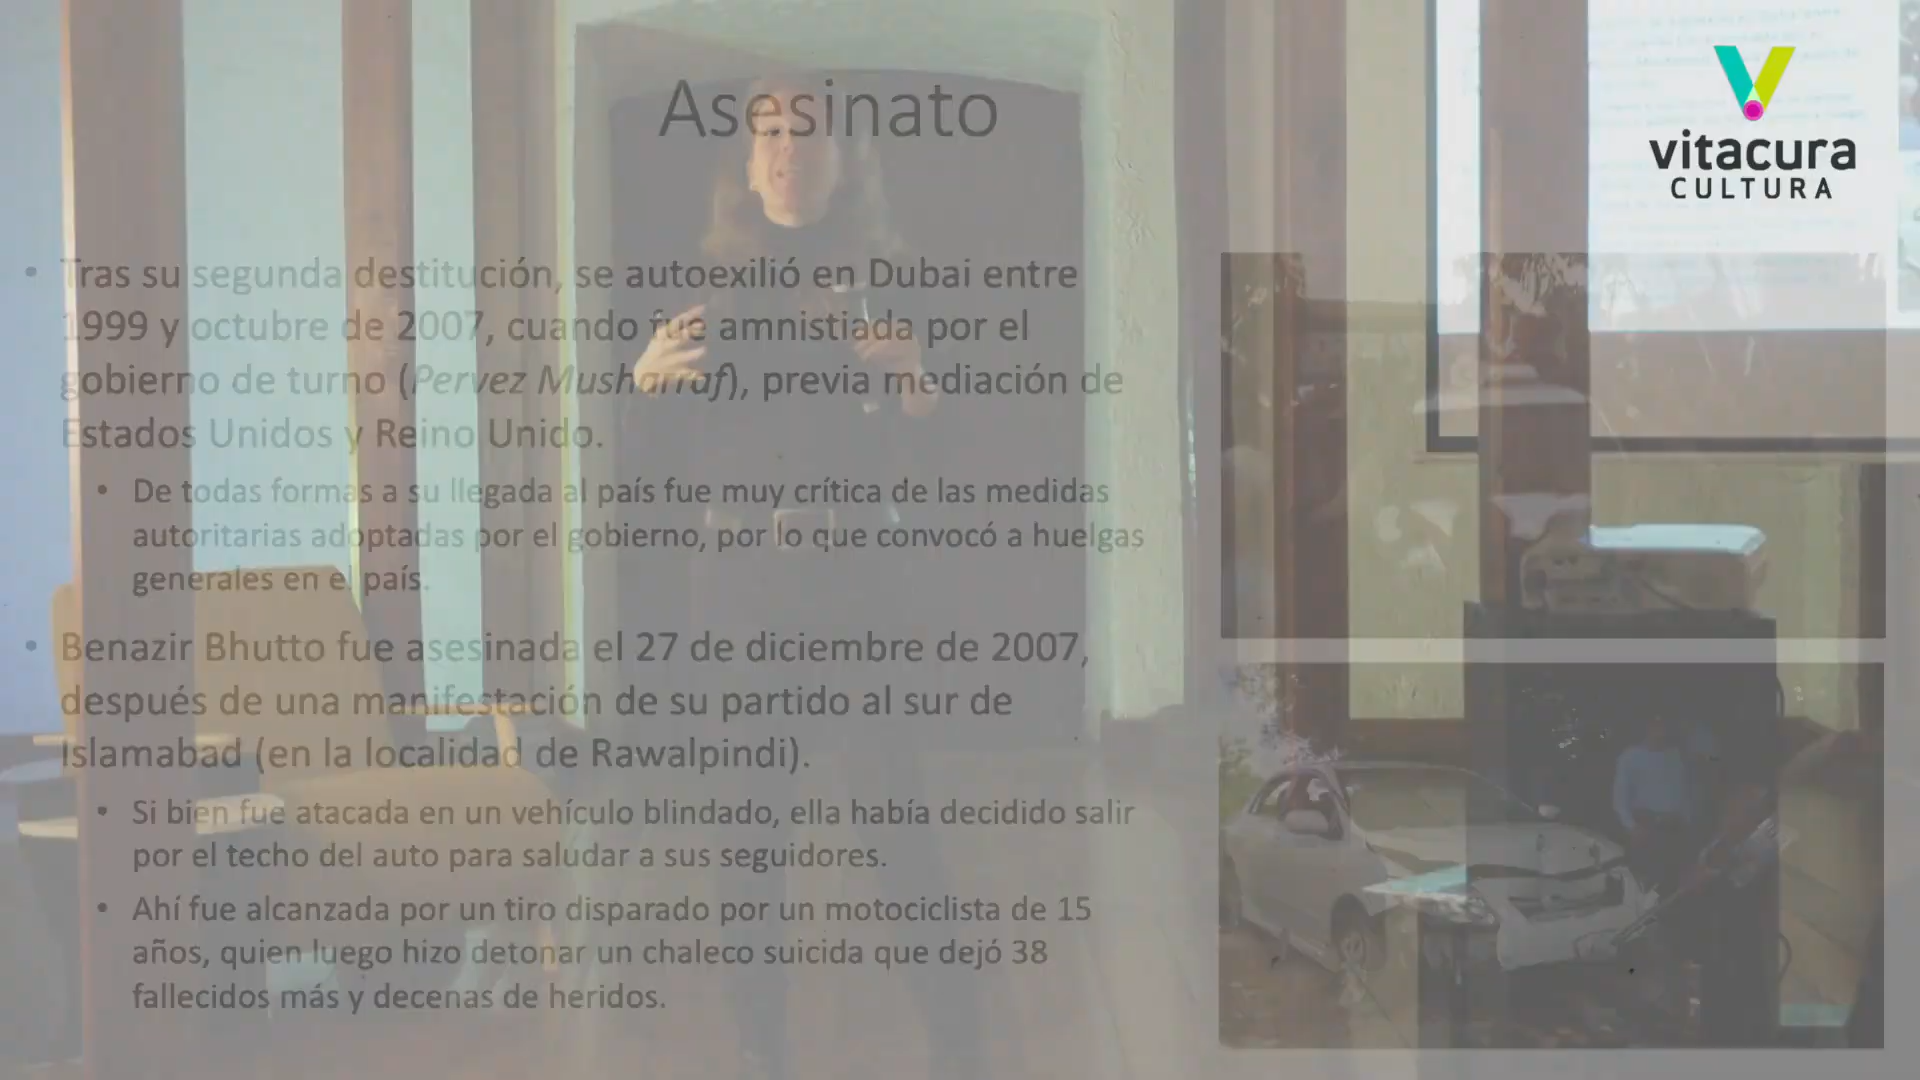 Asesinato
vitacura
CULTURA
• Tras su segunda destitución, se autoexilió en Dubai entre
1999 y octubre de 2007, cuando fue amnistiada por el
gobierno de turno (Pervez Musharraf), previa mediación de
Estados Unidos y Reino Unido.
• De todas formas a su llegada al país fue muy crítica de las medidas
autoritarias adoptadas por el gobierno, por lo que convocó a huelgas
generales en el país.
• Benazir Bhutto fue asesinada el 27 de diciembre de 2007,
después de una manifestación de su partido al sur de
Islamabad (en la localidad de Rawalpindi).
• Si bien fue atacada en un vehículo blindado, ella había decidido salir
por el techo del auto para saludar a sus seguidores.
• Ahí fue alcanzada por un tiro disparado por un motociclista de 15
años, quien luego hizo detonar un chaleco suicida que dejó 38
fallecidos más y decenas de heridos.